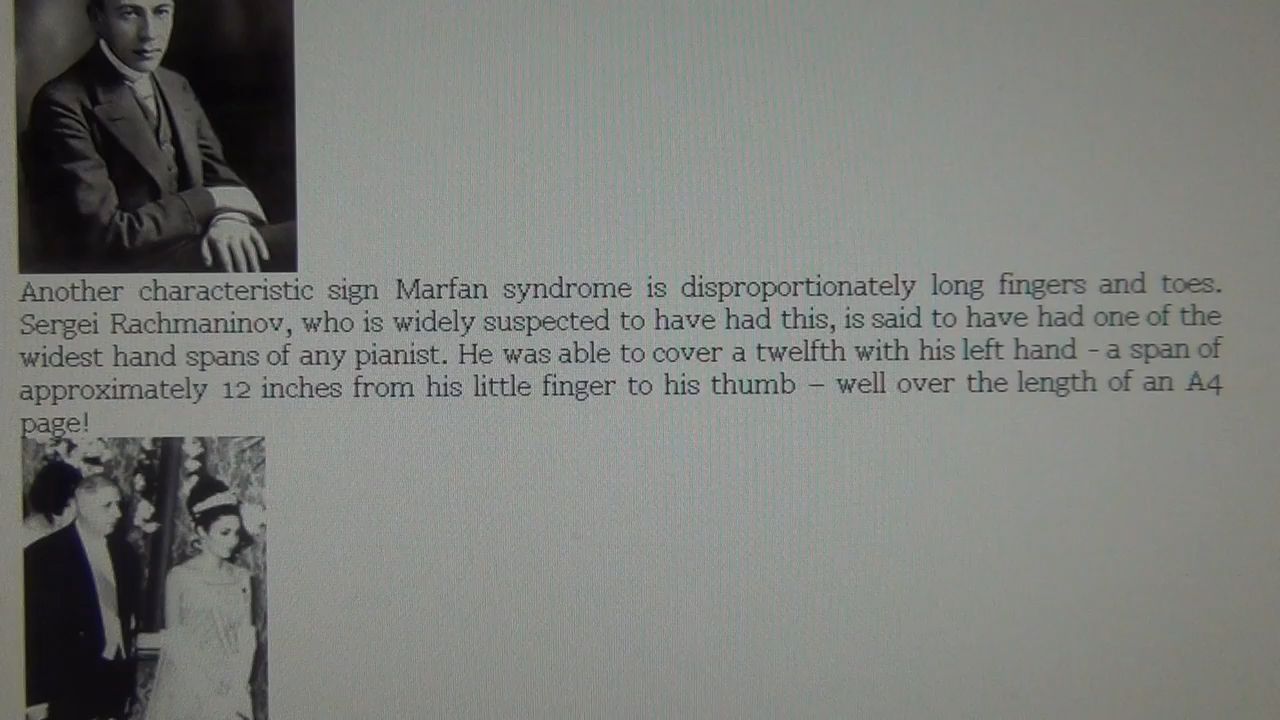 Another characteristic sign Marfan syndrome is disproportionately long fingers and toes.
Sergei Rachmaninov, who is widely suspected to have had this, is said to have had one of the
widest hand spans of any pianist. He was able to cover a twelfth with his left hand - a span of
approximately 12 inches from his little finger to his thumb – well over the length of an A4
page!